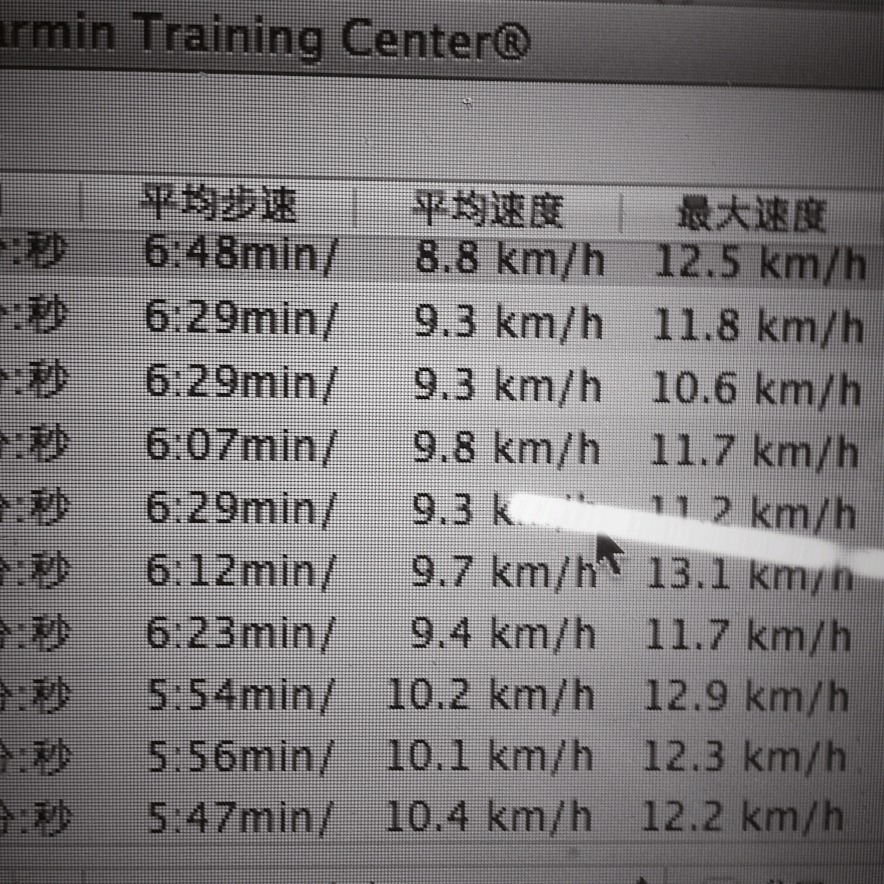 armin Training Center®
平均步速 平均速度 最大速度
:秒 6:48min/ 8.8 km/h 12.5 km/h
:秒 6:29min/ 9.3 km/h 11.8 km/h
:秒 6:29min/ 9.3 km/h 10.6 km/h
:秒 6:07min/ 9.8 km/h 11.7 km/h
:秒 6:29min/ 9.3 k 11.2 km/h
:秒 6:12min/ 9.7 km/h 13.1 km/h
:秒 6:23min/ 9.4 km/h 11.7 km/h
:秒 5:54min/ 10.2 km/h 12.9 km/h
:秒 5:56min/ 10.1 km/h 12.3 km/h
:秒 5:47min/ 10.4 km/h 12.2 km/h